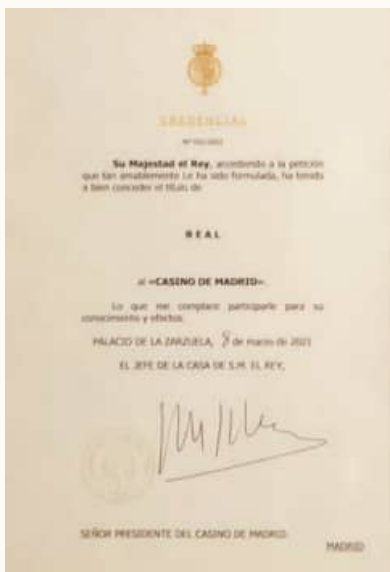 CREDENCIAL
Su Majestad el Rey, accediendo a la petición
que tan amablemente Le ha sido formulada, ha tenido
a bien conceder el título de
REAL
al «CASINO DE MADRID».
Lo que me complace participarle para su
conocimiento y efectos.
PALACIO DE LA ZARZUELA, 8 de marzo de 2021
EL JEFE DE LA CASA DE S.M. EL REY,
SEÑOR PRESIDENTE DEL CASINO DE MADRID.
MADRID